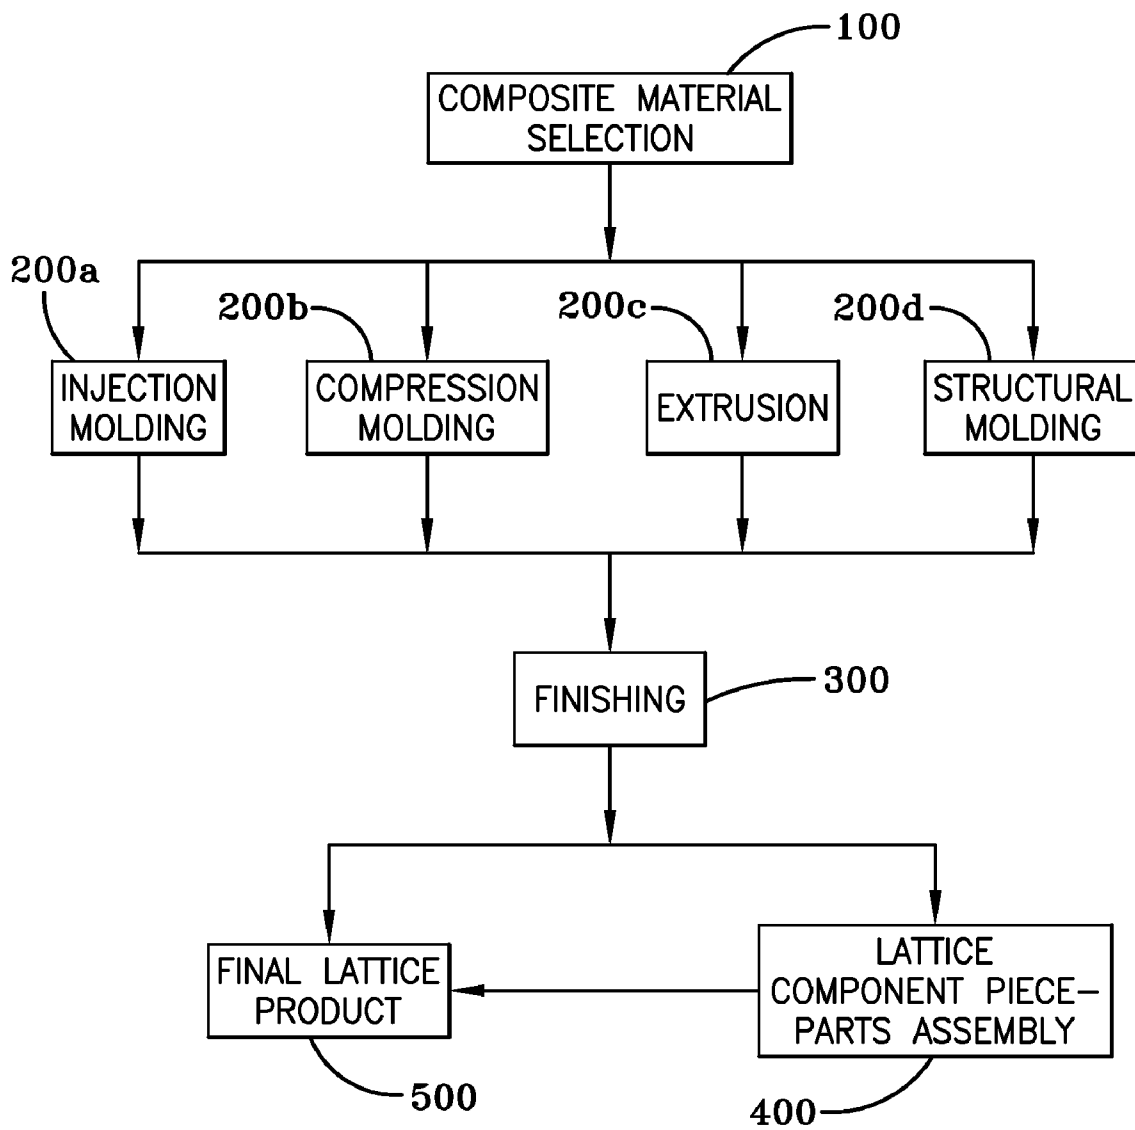 100
COMPOSITE MATERIAL
SELECTION
200a
200b
200c
200d
INJECTION
MOLDING
COMPRESSION
MOLDING
EXTRUSION
STRUCTURAL
MOLDING
FINISHING
300
FINAL LATTICE
PRODUCT
LATTICE
COMPONENT PIECE-
PARTS ASSEMBLY
500
400